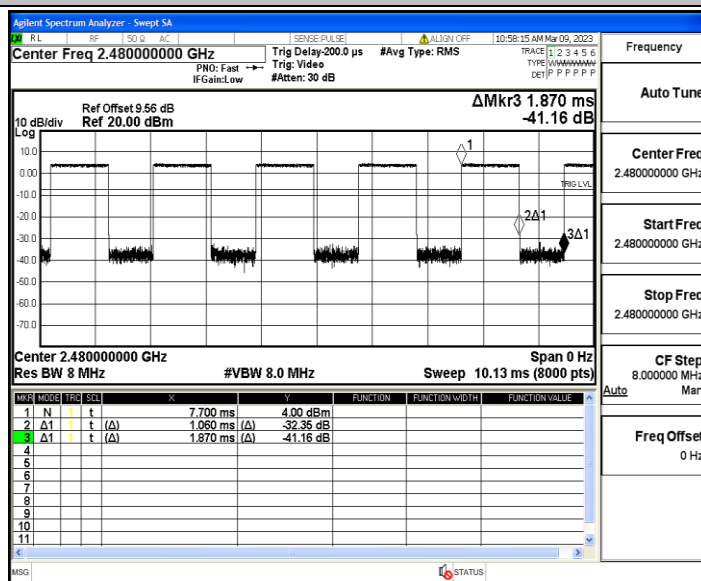 Agilent Spectrum Analyzer - Swept SA
RL RF 50 Ω AC SENSE:PULSE ALIGN OFF 10:58:15 AM Mar 09, 2023
Center Freq 2.480000000 GHz
PNO: Fast
IFGain:Low
Trig Delay-200.0 µs
Trig: Video
#Atten: 30 dB
#Avg Type: RMS
TRACE 1 2 3 4 5 6
TYPE
DET P P P P P P
Ref Offset 9.56 dB
10 dB/div Ref 20.00 dBm
Log
ΔMkr3 1.870 ms
-41.16 dB
10.0
0.00
-10.0
-20.0
-30.0
-40.0
-50.0
-60.0
-70.0
1
TRIG LVL
2Δ1
3Δ1
Center 2.480000000 GHz Span 0 Hz
Res BW 8 MHz #VBW 8.0 MHz Sweep 10.13 ms (8000 pts)
MKR MODE TRC SCL X Y FUNCTION FUNCTION WIDTH FUNCTION VALUE
1 N 1 t 7.700 ms 4.00 dBm
2 Δ1 1 t (Δ) 1.060 ms (Δ) -32.35 dB
3 Δ1 1 t (Δ) 1.870 ms (Δ) -41.16 dB
4
5
6
7
8
9
10
11
MSG STATUS
Frequency
Auto Tune
Center Freq
2.480000000 GHz
Start Freq
2.480000000 GHz
Stop Freq
2.480000000 GHz
CF Step
8.000000 MHz
Auto Man
Freq Offset
0 Hz